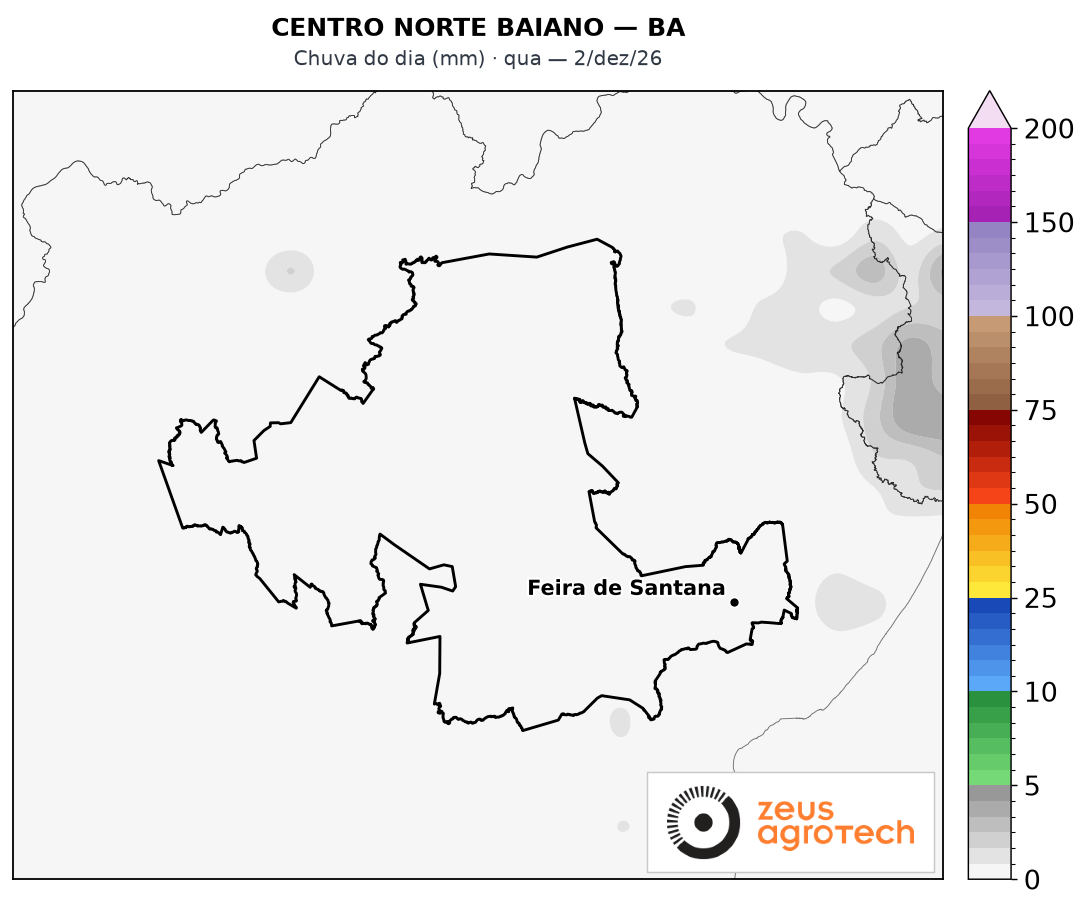 CENTRO NORTE BAIANO — BA
Chuva do dia (mm) · qua — 2/dez/26
200
150
100
75
50
25
10
5
0
Feira de Santana
zeus
agrotech